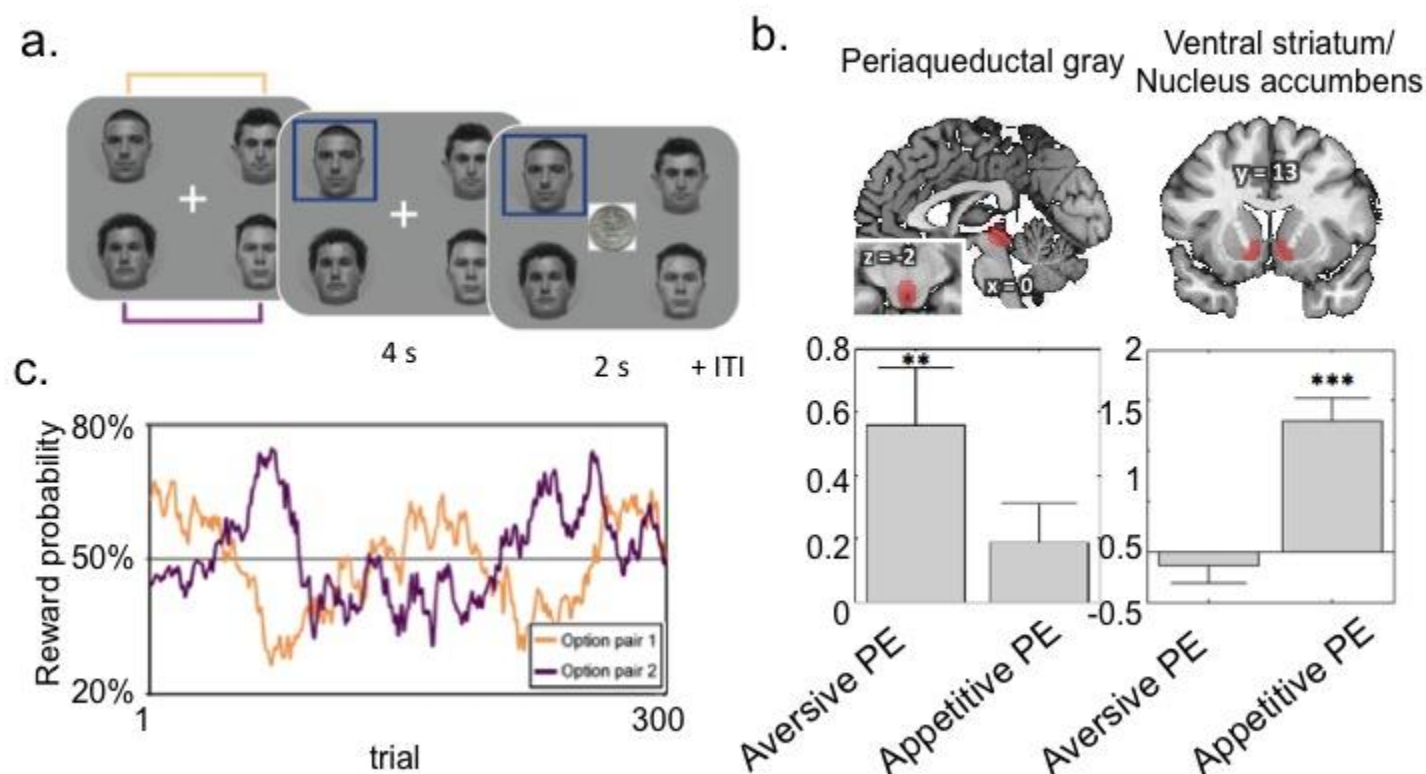 a.
4 s
2 s
+ ITI
b.
Periaqueductal gray
Ventral striatum/
Nucleus accumbens
z = -2
x = 0
y = 13
0.8
0.6
0.4
0.2
0
**
2
1.5
1
0.5
-0.5
***
Aversive PE
Appetitive PE
Aversive PE
Appetitive PE
c.
Reward probability
80%
50%
20%
Option pair 1
Option pair 2
1
300
trial